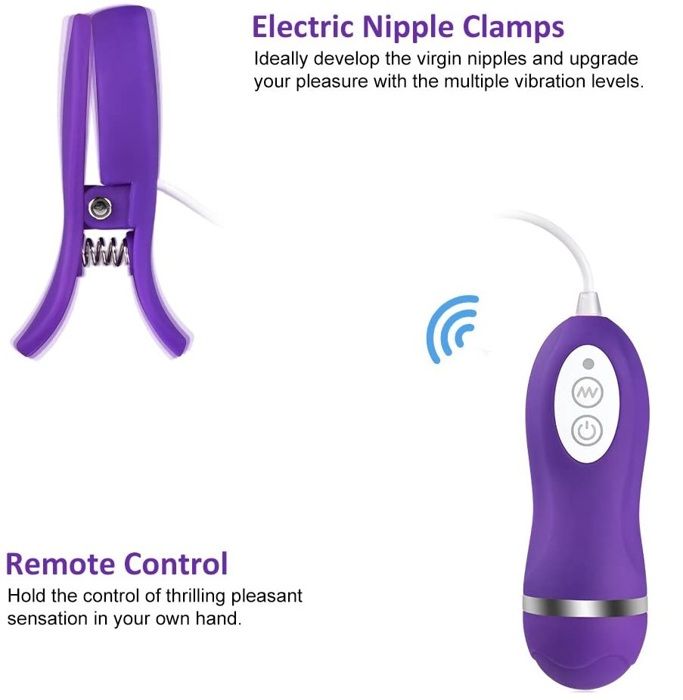 Electric Nipple Clamps
Ideally develop the virgin nipples and upgrade
your pleasure with the multiple vibration levels.
Remote Control
Hold the control of thrilling pleasant
sensation in your own hand.